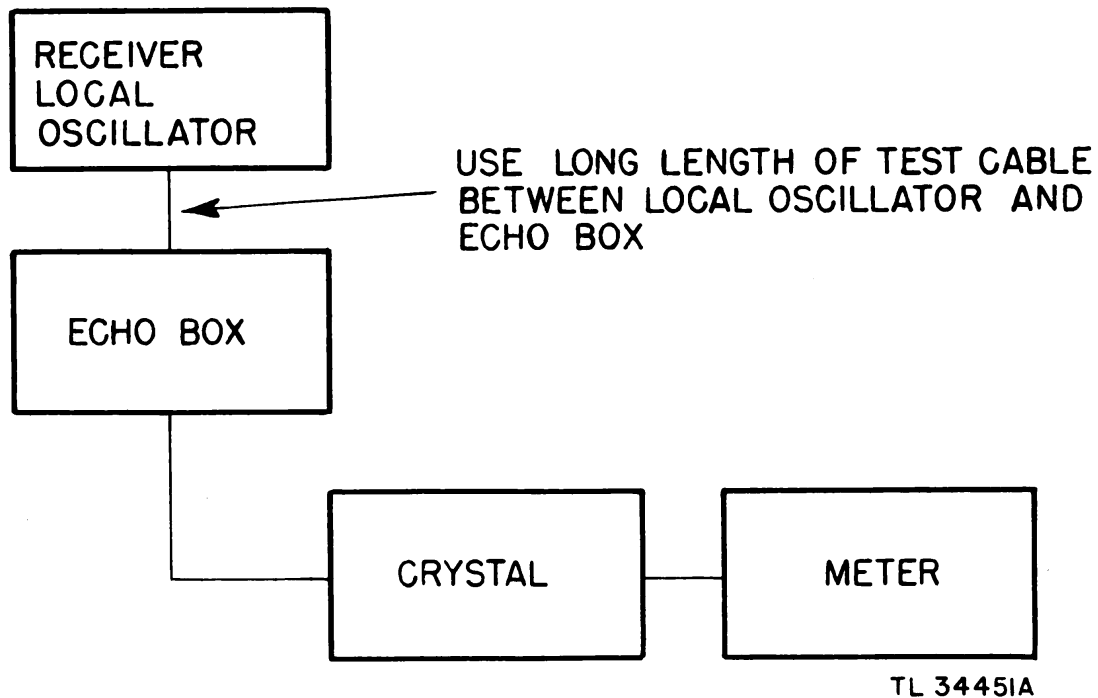 RECEIVER
LOCAL
OSCILLATOR
USE LONG LENGTH OF TEST CABLE
BETWEEN LOCAL OSCILLATOR AND
ECHO BOX
ECHO BOX
CRYSTAL
METER
TL 34451A